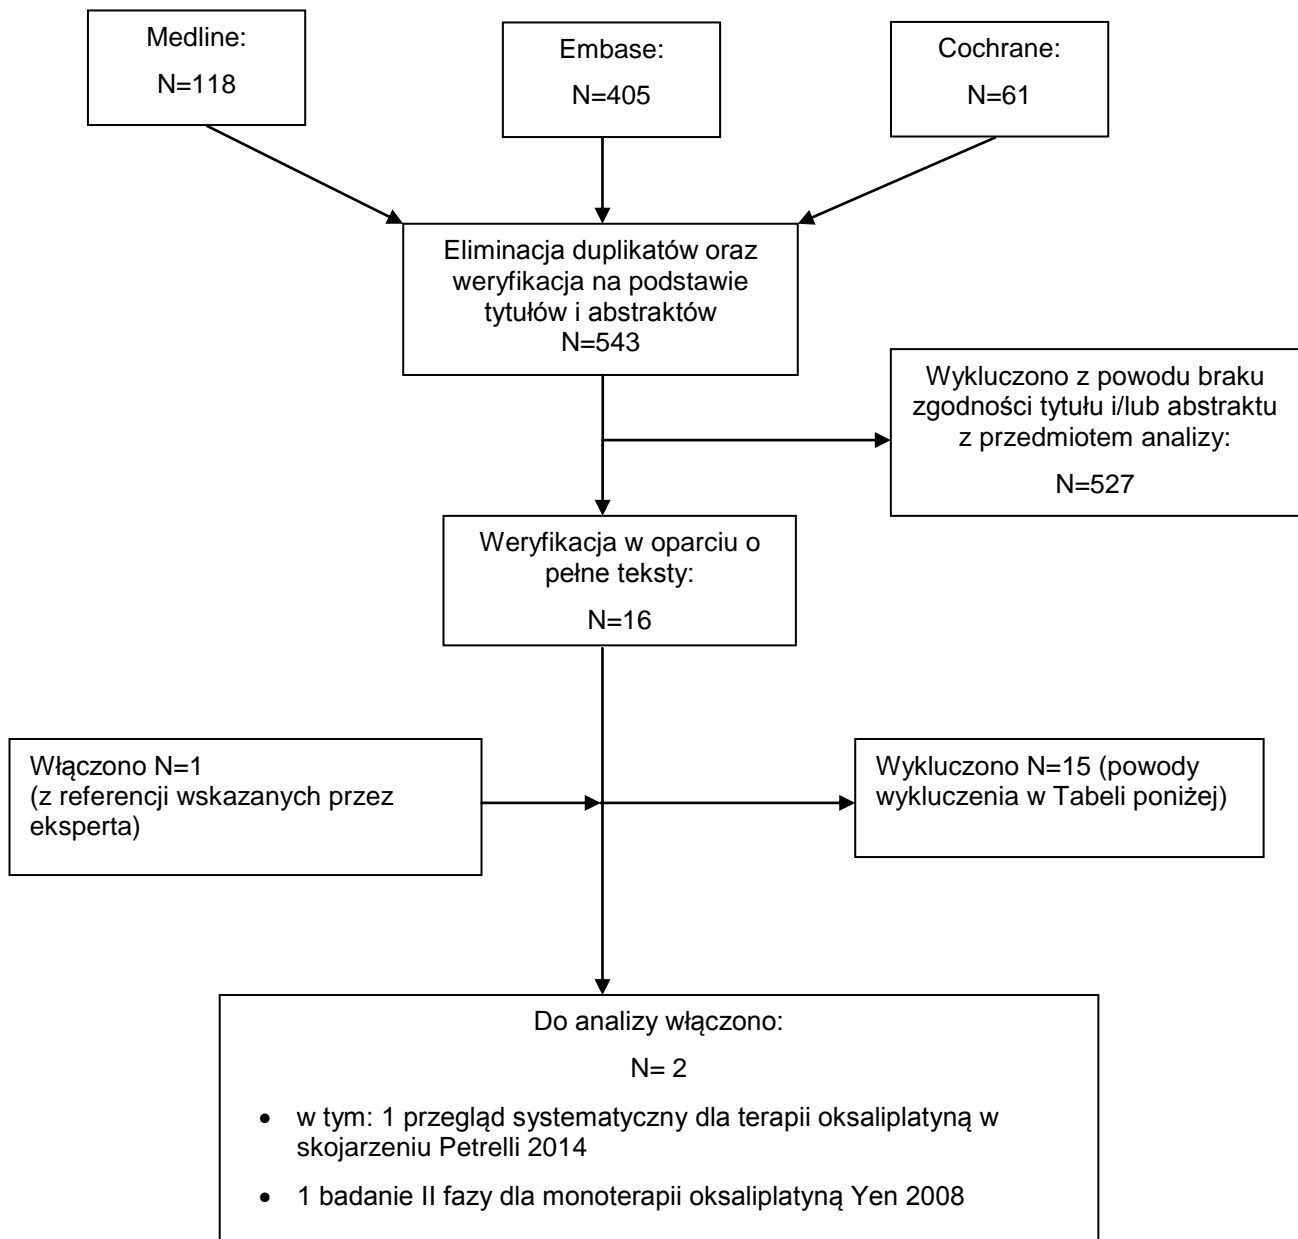 Medline:
N=118
Embase:
N=405
Cochrane:
N=61
Eliminacja duplikatów oraz
weryfikacja na podstawie
tytułów i abstraktów
N=543
Wykluczono z powodu braku
zgodności tytułu i/lub abstraktu
z przedmiotem analizy:
N=527
Weryfikacja w oparciu o
pełne teksty:
N=16
Włączono N=1
(z referencji wskazanych przez
eksperta)
Wykluczono N=15 (powody
wykluczenia w Tabeli poniżej)
Do analizy włączono:
N= 2
• w tym: 1 przegląd systematyczny dla terapii oksaliplatyną w
skojarzeniu Petrelli 2014
• 1 badanie II fazy dla monoterapii oksaliplatyną Yen 2008